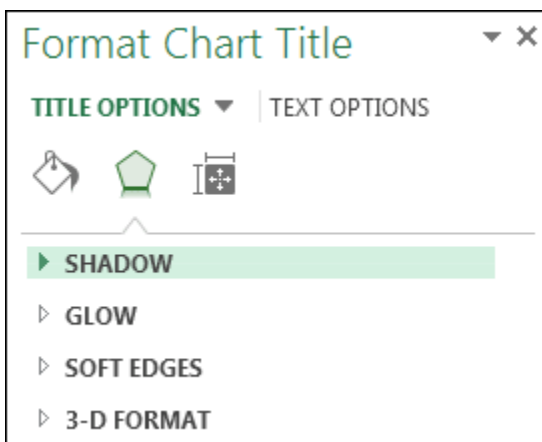 Format Chart Title
TITLE OPTIONS TEXT OPTIONS
SHADOW
GLOW
SOFT EDGES
3-D FORMAT